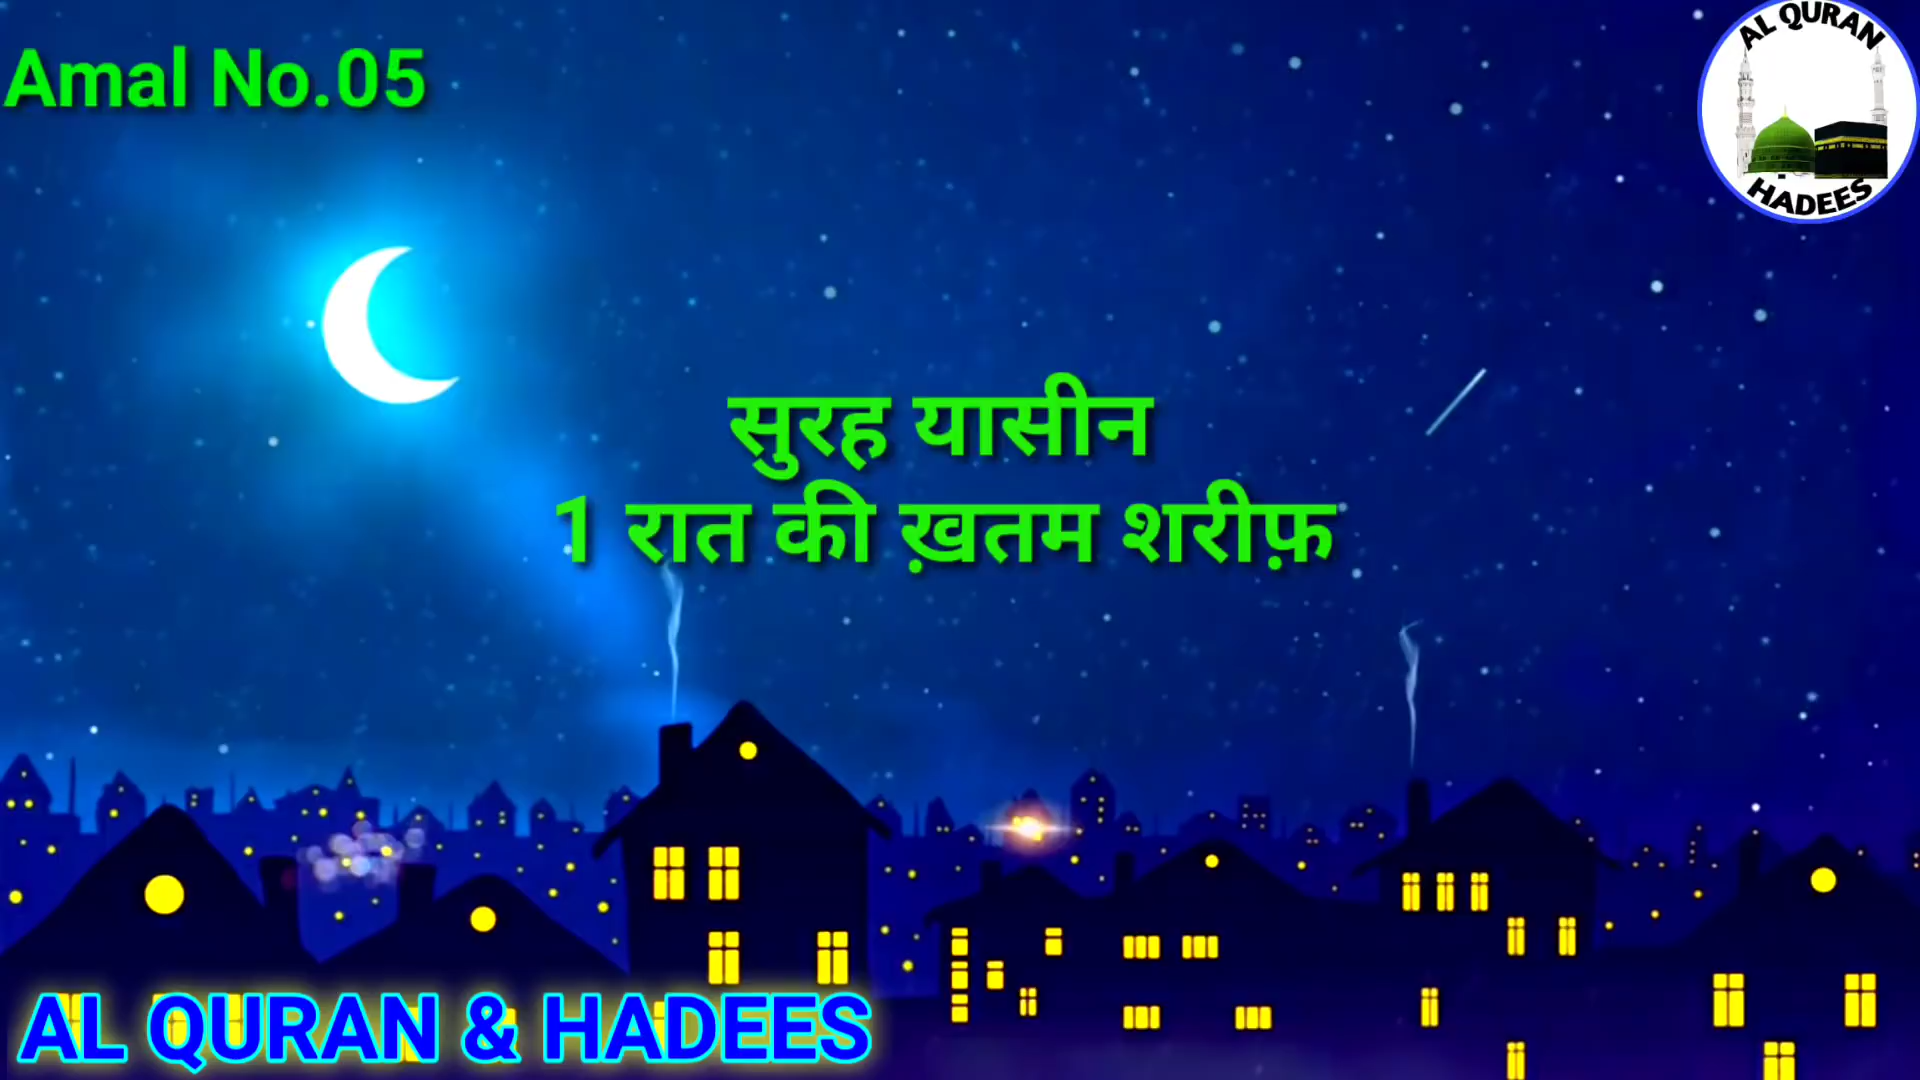 Amal No.05
AL QURAN
HADEES
सुरह यासीन
1 रात की ख़तम शरीफ़
AL QURAN & HADEES